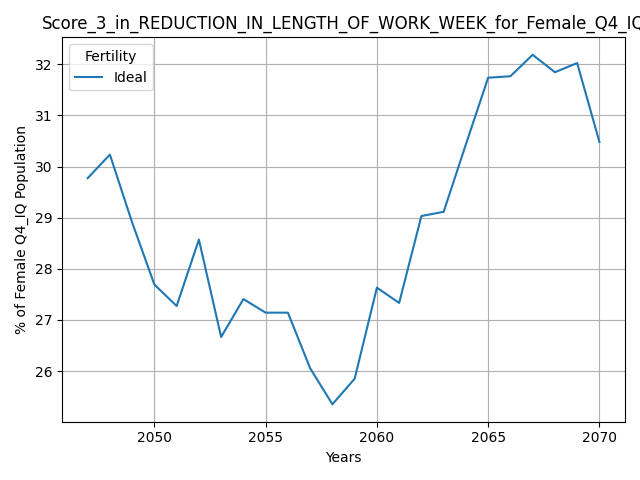 Score_3_in_REDUCTION_IN_LENGTH_OF_WORK_WEEK_for_Female_Q4_IQ
Fertility
Ideal
32
31
30
29
28
27
26
% of Female Q4_IQ Population
2050 2055 2060 2065 2070
Years